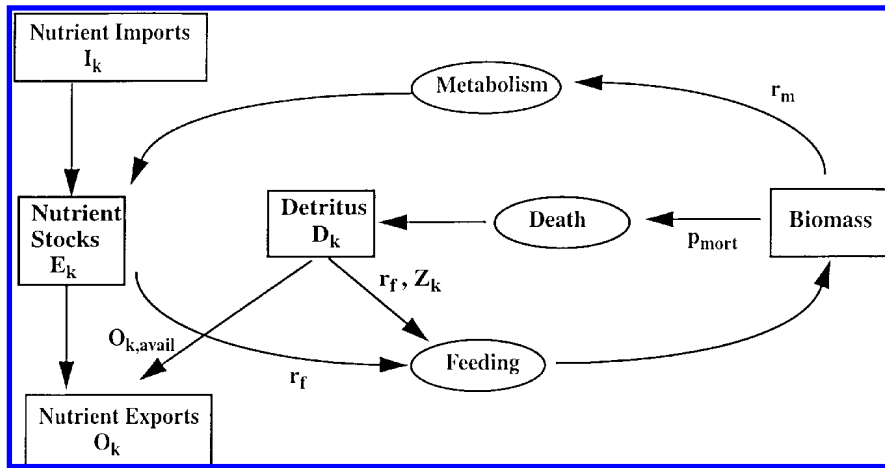 Nutrient Imports
I_k
Metabolism
r_m
Nutrient
Stocks
E_k
Detritus
D_k
Death
p_mort
Biomass
r_f , Z_k
O_k,avail
r_f
Feeding
Nutrient Exports
O_k